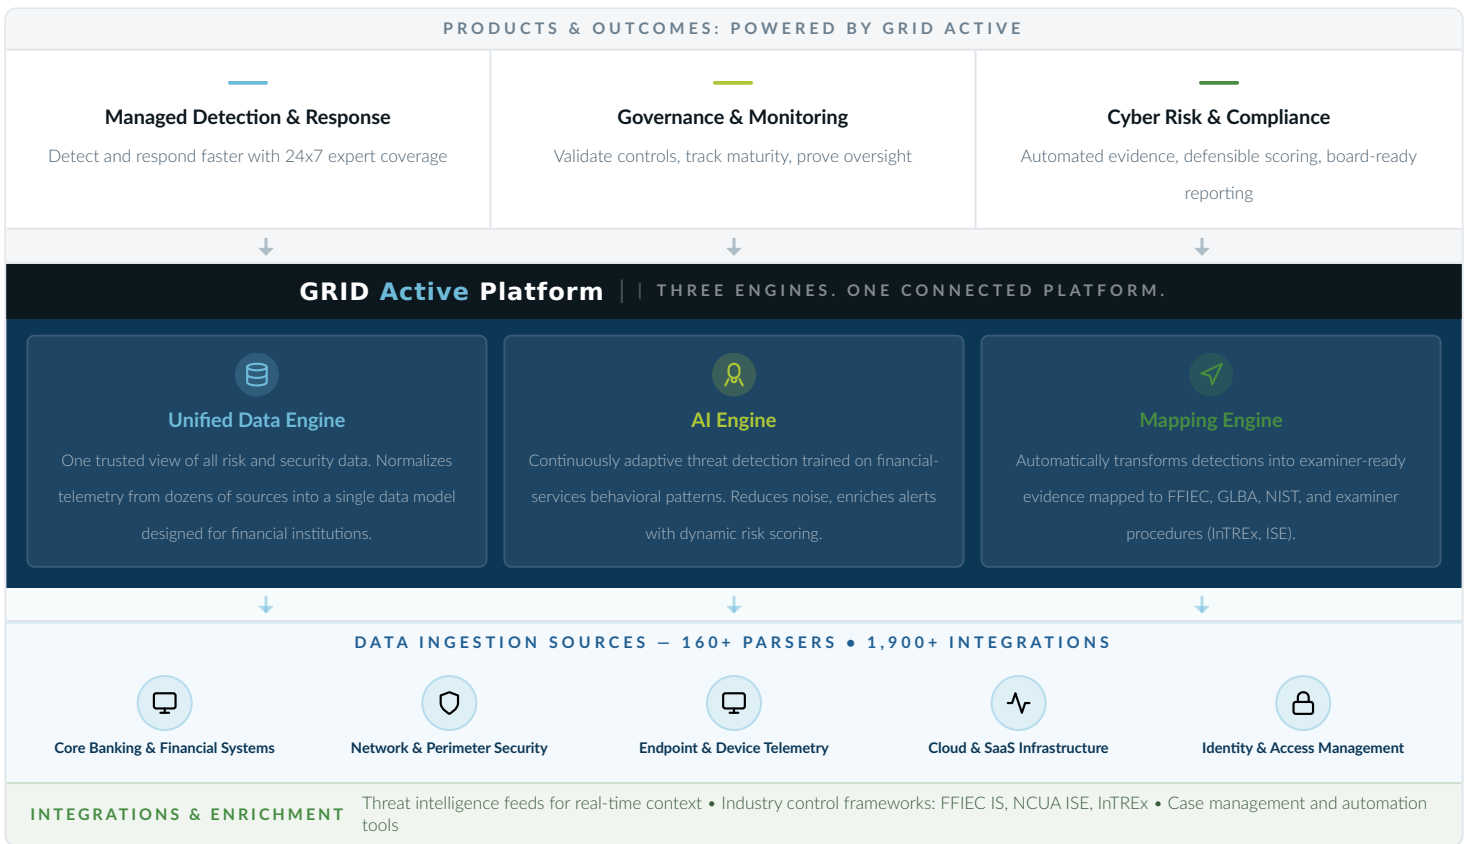 PRODUCTS & OUTCOMES: POWERED BY GRID ACTIVE
Managed Detection & Response
Detect and respond faster with 24x7 expert coverage
Governance & Monitoring
Validate controls, track maturity, prove oversight
Cyber Risk & Compliance
Automated evidence, defensible scoring, board-ready
reporting
GRID Active Platform | | THREE ENGINES. ONE CONNECTED PLATFORM.
Unified Data Engine
One trusted view of all risk and security data. Normalizes
telemetry from dozens of sources into a single data model
designed for financial institutions.
AI Engine
Continuously adaptive threat detection trained on financial-
services behavioral patterns. Reduces noise, enriches alerts
with dynamic risk scoring.
Mapping Engine
Automatically transforms detections into examiner-ready
evidence mapped to FFIEC, GLBA, NIST, and examiner
procedures (InTREx, ISE).
DATA INGESTION SOURCES — 160+ PARSERS • 1,900+ INTEGRATIONS
Core Banking & Financial Systems
Network & Perimeter Security
Endpoint & Device Telemetry
Cloud & SaaS Infrastructure
Identity & Access Management
INTEGRATIONS & ENRICHMENT
Threat intelligence feeds for real-time context • Industry control frameworks: FFIEC IS, NCUA ISE, InTREx • Case management and automation
tools